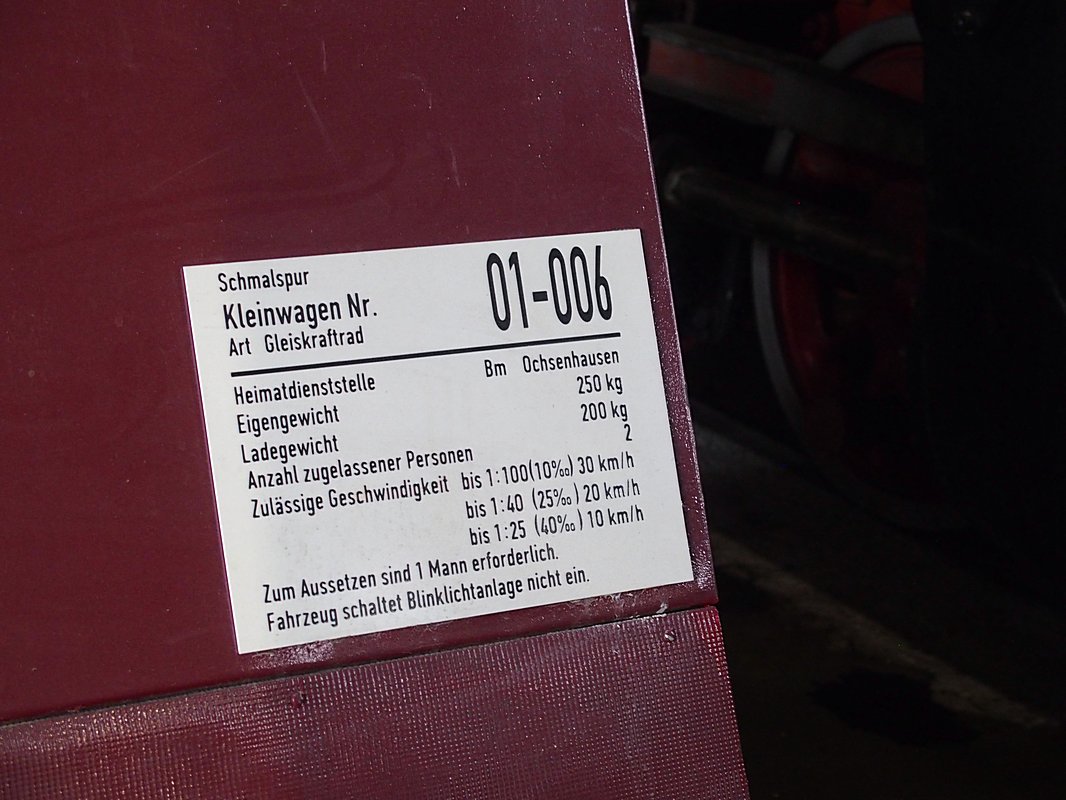 Schmalspur
Kleinwagen Nr. 01-006
Art Gleiskraftrad
Heimatdienststelle Bm Ochsenhausen
Eigengewicht 250 kg
Ladegewicht 200 kg
Anzahl zugelassener Personen 2
Zulässige Geschwindigkeit bis 1:100(10‰) 30 km/h
bis 1:40 (25‰) 20 km/h
bis 1:25 (40‰) 10 km/h
Zum Aussetzen sind 1 Mann erforderlich.
Fahrzeug schaltet Blinklichtanlage nicht ein.